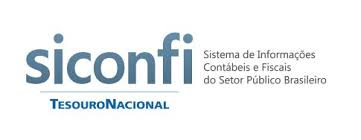 siconfi
Sistema de Informações
Contábeis e Fiscais
do Setor Público Brasileiro
TESOURONACIONAL